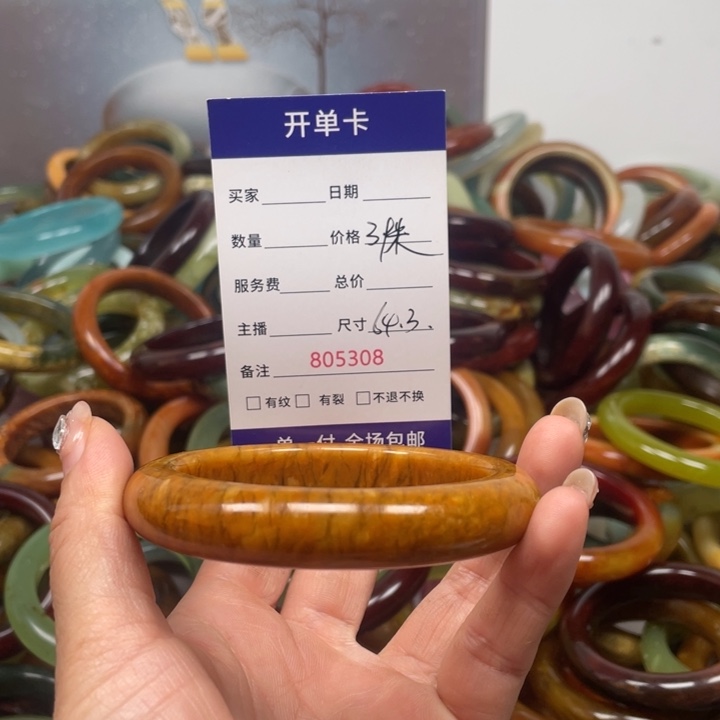 开单卡
买家 日期
数量 价格 3
服务费 总价
主播 尺寸 64.3.
备注 805308
□有纹 □有裂 □不退不换
单 付 全场包邮